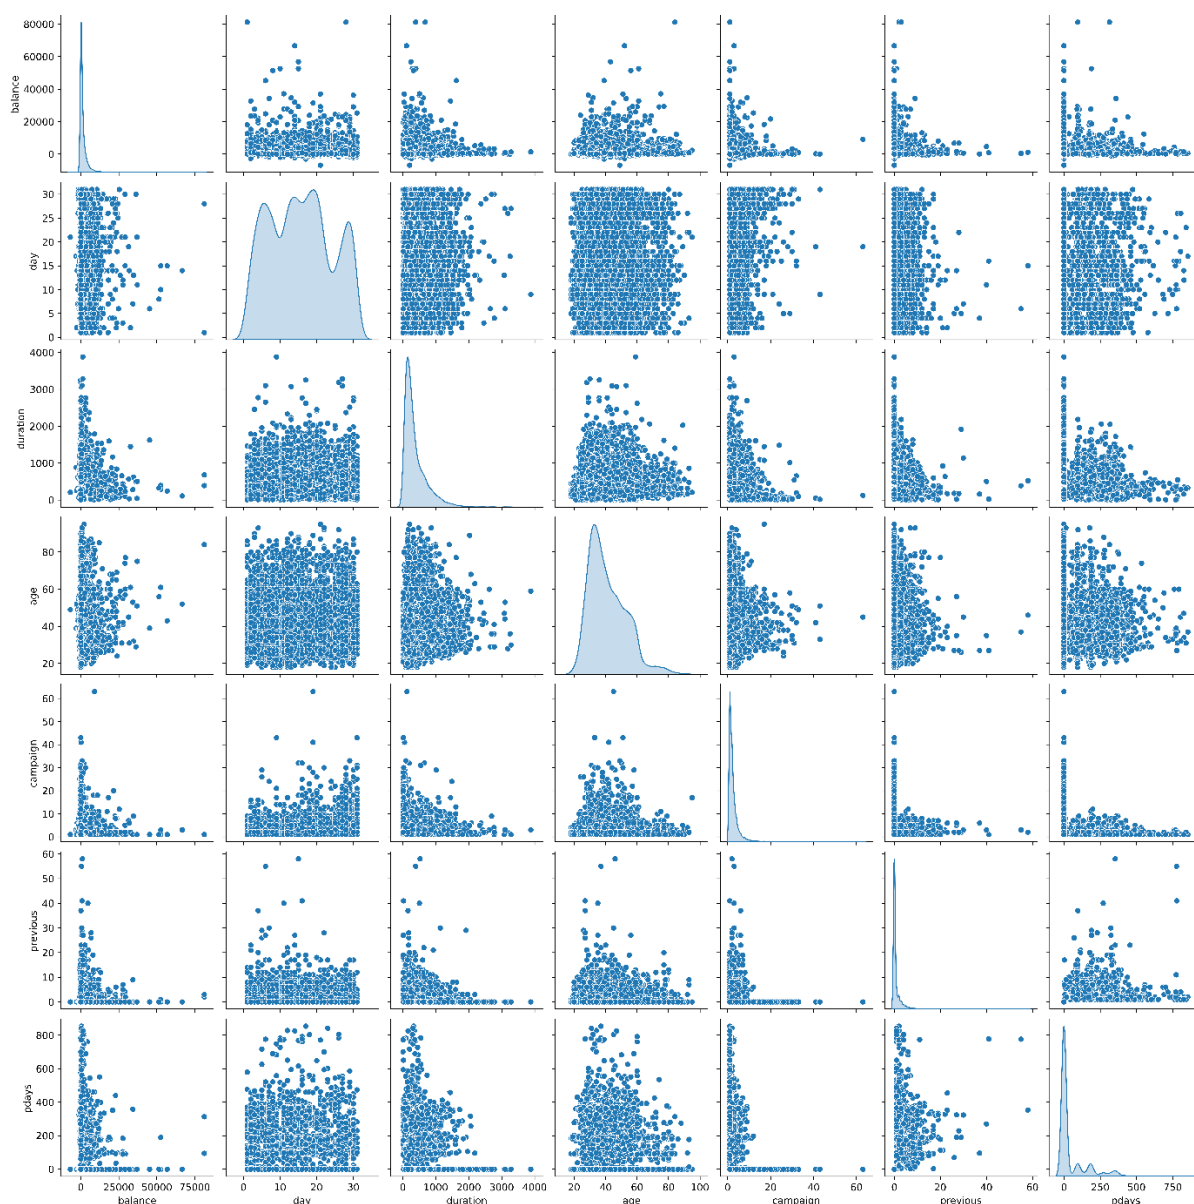 80000
60000
40000
20000
0
balance
30
25
20
15
10
5
0
day
4000
3000
2000
1000
0
duration
80
60
40
20
age
60
50
40
30
20
10
0
campaign
60
50
40
30
20
10
0
previous
800
600
400
200
0
pdays
0 25000 50000 75000
0 10 20 30
0 1000 2000 3000 4000
20 40 60 80 100
0 20 40 60
0 20 40 60
0 250 500 750
balance day duration age campaign previous pdays